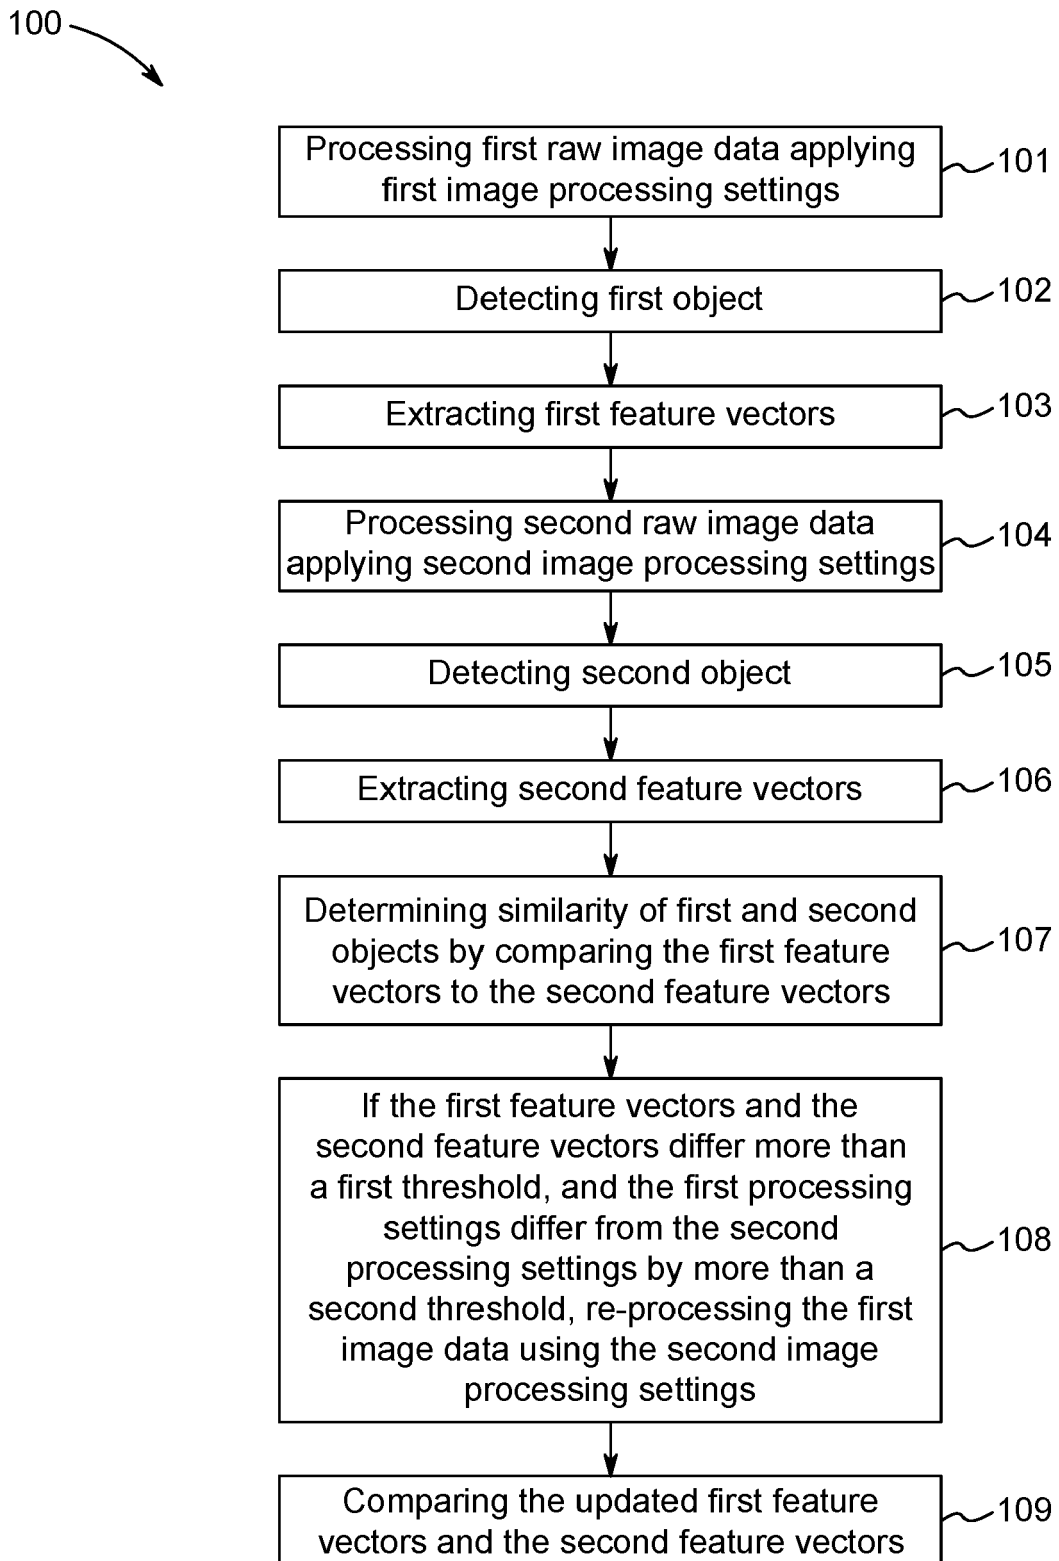 100
Processing first raw image data applying
first image processing settings
101
Detecting first object
102
Extracting first feature vectors
103
Processing second raw image data
applying second image processing settings
104
Detecting second object
105
Extracting second feature vectors
106
Determining similarity of first and second
objects by comparing the first feature
vectors to the second feature vectors
107
If the first feature vectors and the
second feature vectors differ more than
a first threshold, and the first processing
settings differ from the second
processing settings by more than a
second threshold, re-processing the first
image data using the second image
processing settings
108
Comparing the updated first feature
vectors and the second feature vectors
109